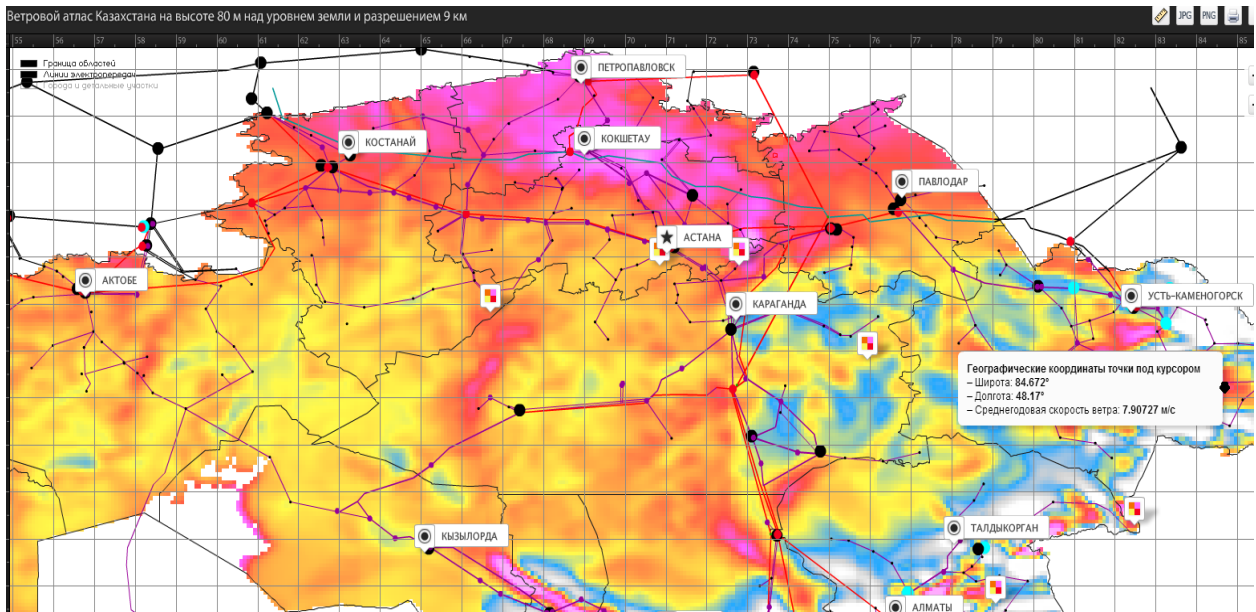 Ветровой атлас Казахстана на высоте 80 м над уровнем земли и разрешением 9 км
JPG PNG
55 56 57 58 59 60 61 62 63 64 65 66 67 68 69 70 71 72 73 74 75 76 77 78 79 80 81 82 83 84 85
Граница областей
Линии электропередач
Города и детальные участки
ПЕТРОПАВЛОВСК
КОСТАНАЙ
КОКШЕТАУ
ПАВЛОДАР
АСТАНА
АКТОБЕ
КАРАГАНДА
УСТЬ-КАМЕНОГОРСК
Географические координаты точки под курсором
– Широта: 84.672°
– Долгота: 48.17°
– Среднегодовая скорость ветра: 7.90727 м/с
ТАЛДЫКОРГАН
КЫЗЫЛОРДА
АЛМАТЫ